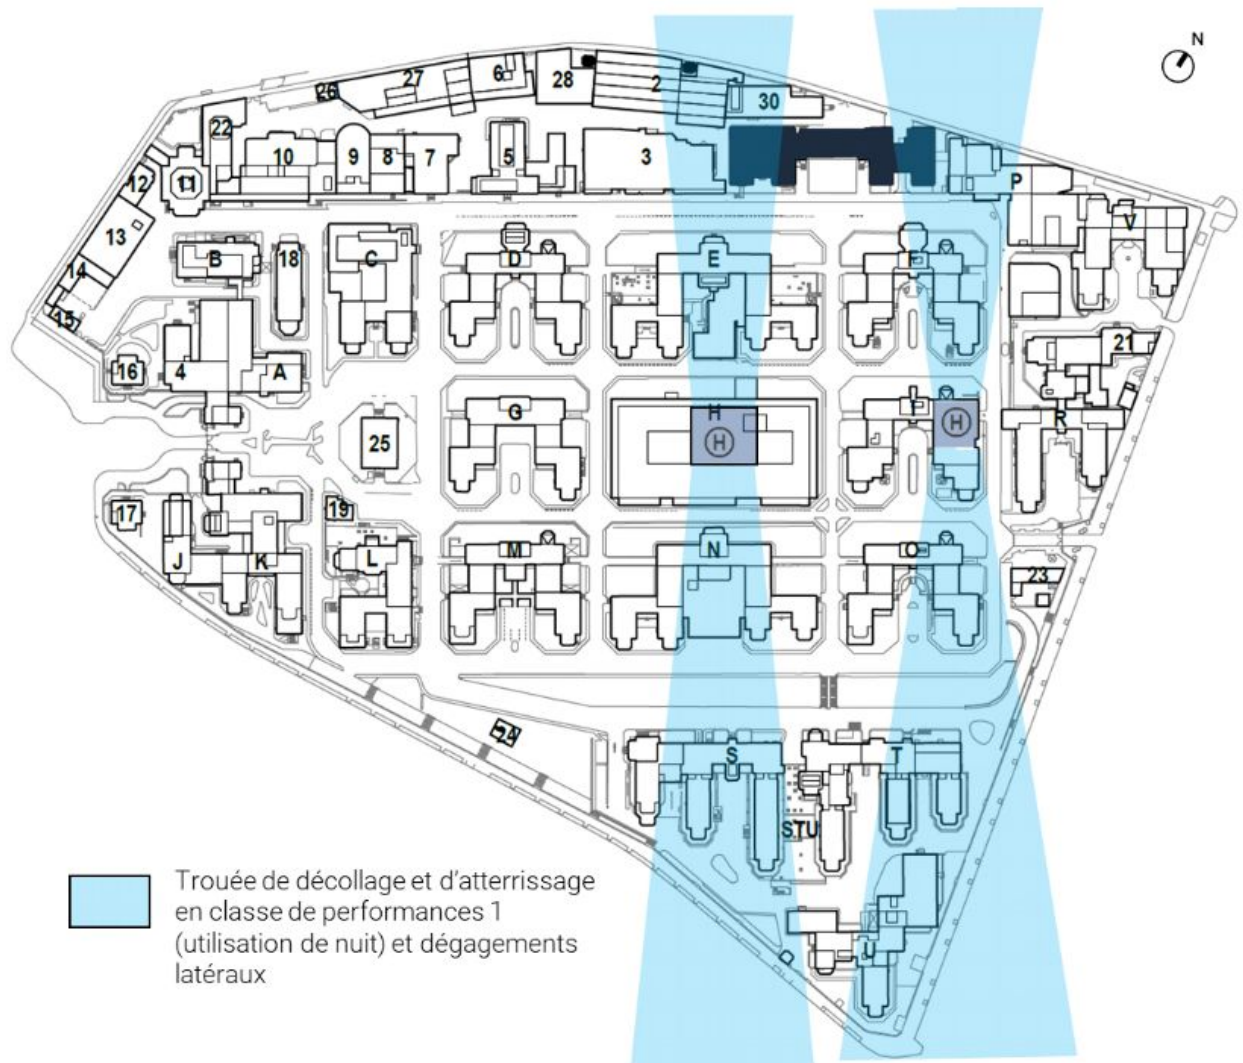 N
6
27
28
2
26
30
22
10
9
8
7
5
3
12
11
P
13
V
B
18
C
D
E
F
14
15
16
4
A
21
G
H
I
H
H
R
25
17
19
J
K
L
M
N
O
23
24
S
T
STU
U
Trouée de décollage et d'atterrissage
en classe de performances 1
(utilisation de nuit) et dégagements
latéraux